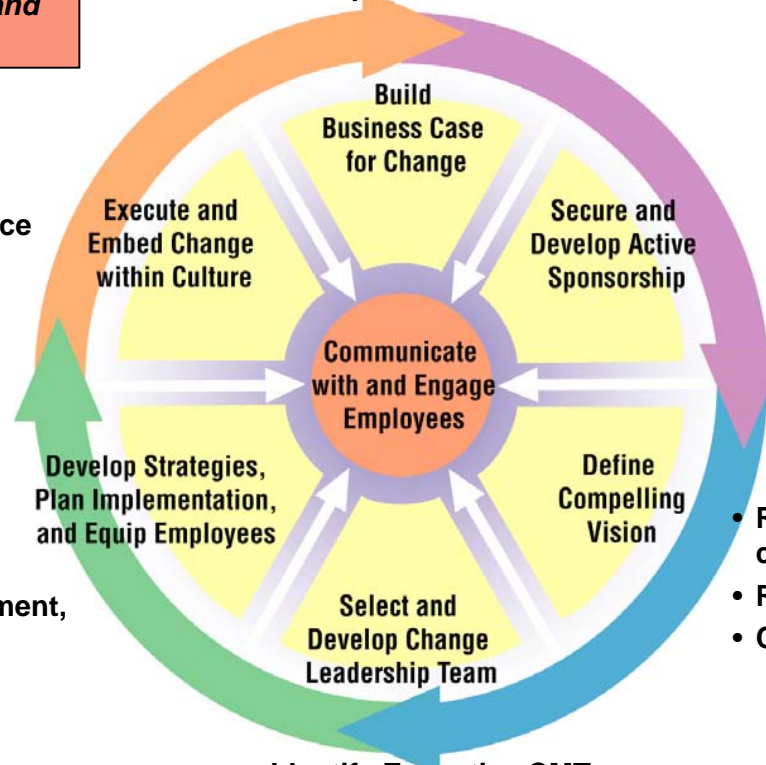 and
Build
Business Case
for Change
Execute and
Embed Change
within Culture
Secure and
Develop Active
Sponsorship
Communicate
with and Engage
Employees
Develop Strategies,
Plan Implementation,
and Equip Employees
Define
Compelling
Vision
Select and
Develop Change
Leadership Team